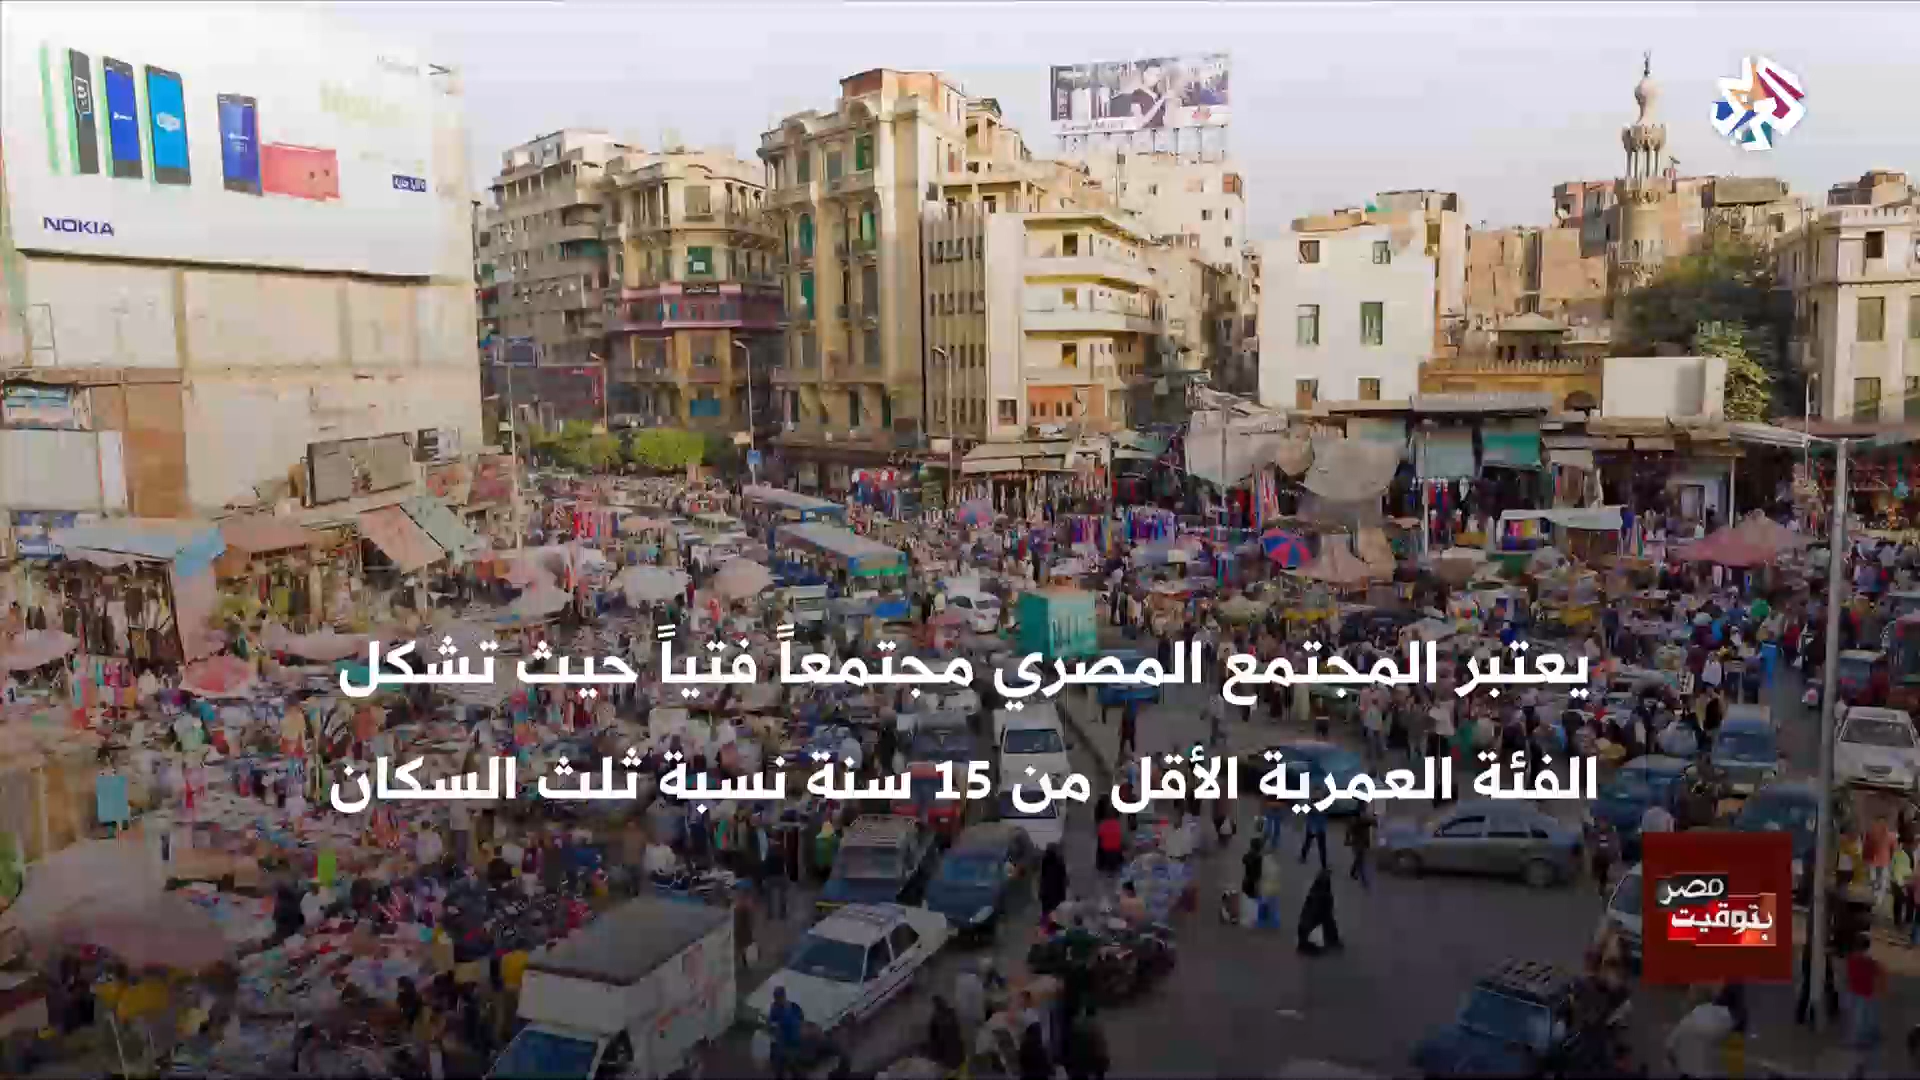 NOKIA
يعتبر المجتمع المصري مجتمعاً فتياً حيث تشكل
الفئة العمرية الأقل من 15 سنة نسبة ثلث السكان
مصر
بتوقيت